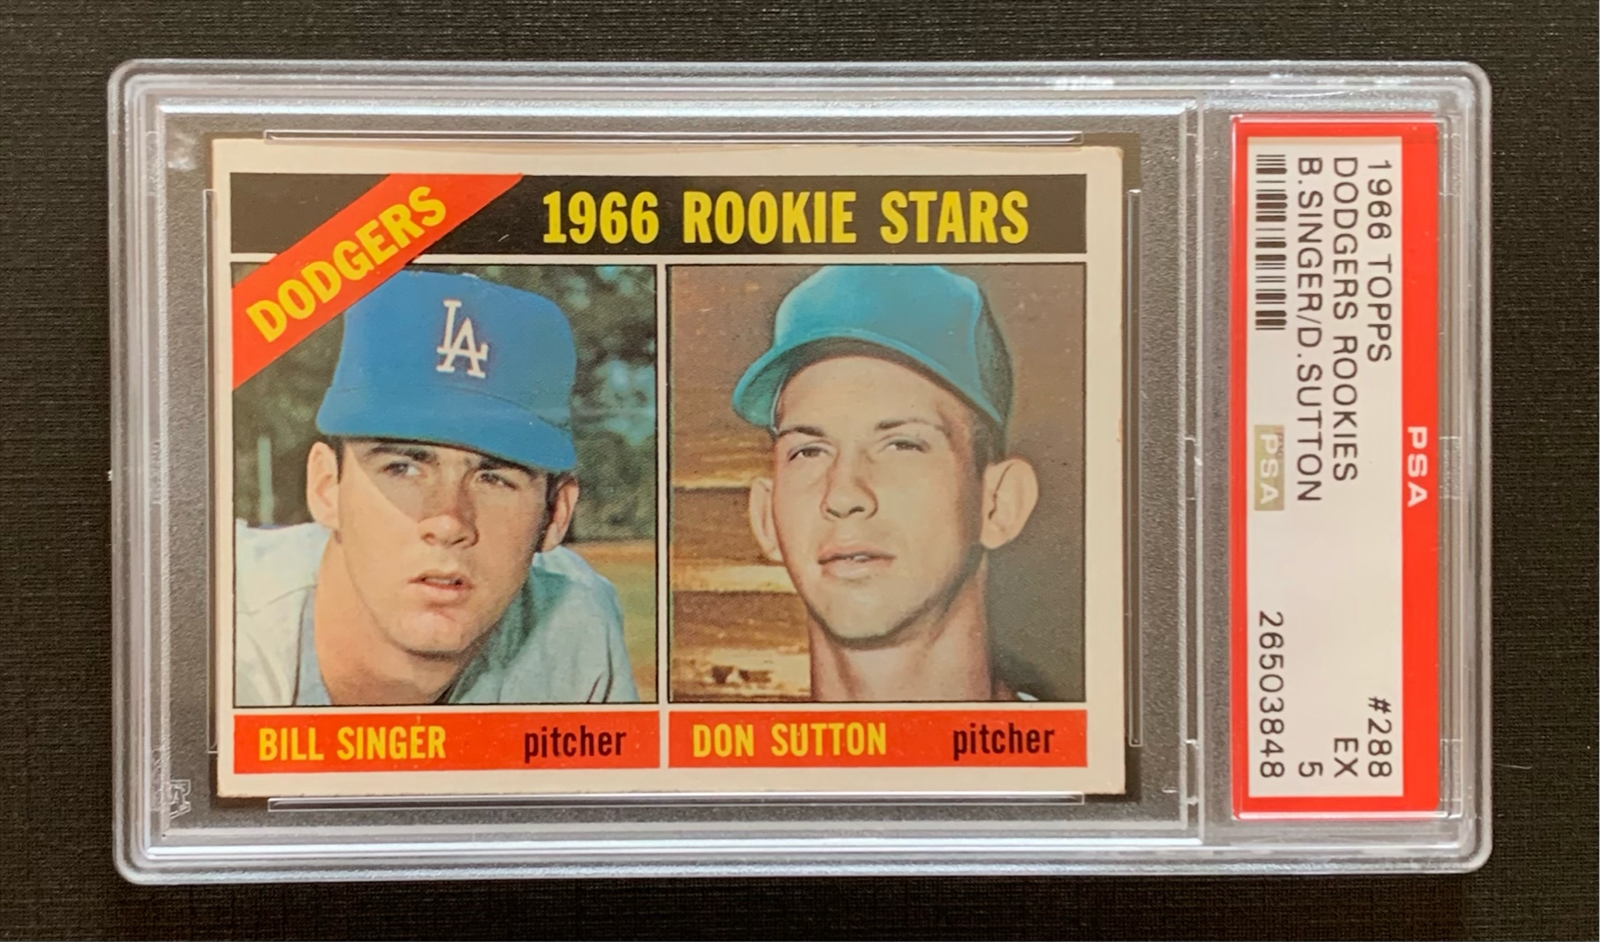 DODGERS
1966 ROOKIE STARS
LA
BILL SINGER pitcher
DON SUTTON pitcher
PSA
1966 TOPPS #288
DODGERS ROOKIES EX
B.SINGER/D.SUTTON 5
PSA 26503848
PSA